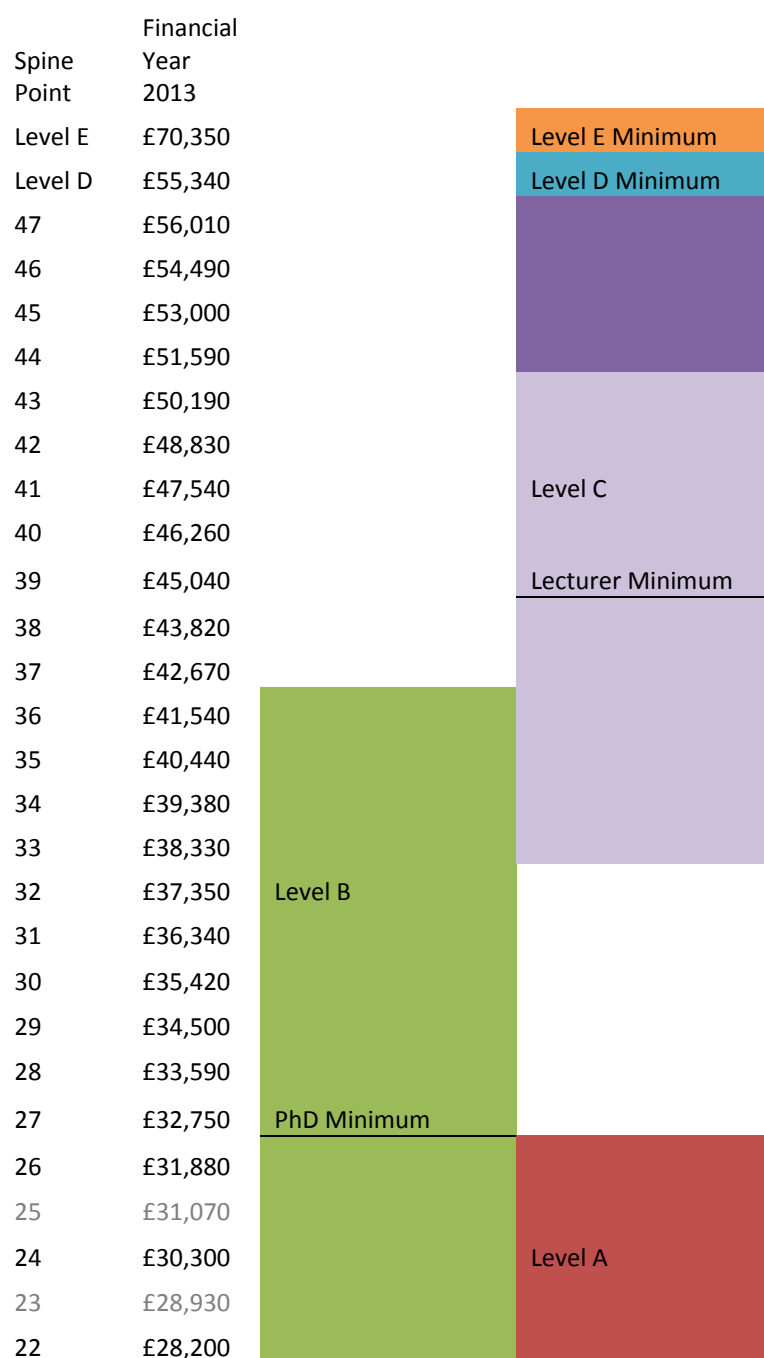 Financial
Spine Year
Point 2013
Level E £70,350 Level E Minimum
Level D £55,340 Level D Minimum
47 £56,010
46 £54,490
45 £53,000
44 £51,590
43 £50,190
42 £48,830
41 £47,540 Level C
40 £46,260
39 £45,040 Lecturer Minimum
38 £43,820
37 £42,670
36 £41,540
35 £40,440
34 £39,380
33 £38,330
32 £37,350 Level B
31 £36,340
30 £35,420
29 £34,500
28 £33,590
27 £32,750 PhD Minimum
26 £31,880
25 £31,070
24 £30,300 Level A
23 £28,930
22 £28,200